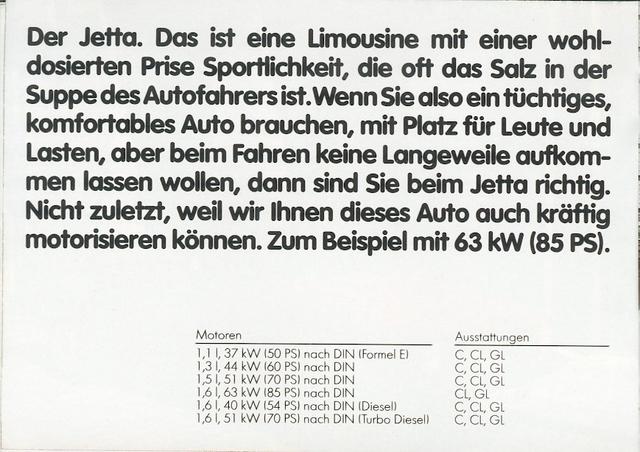 Der Jetta. Das ist eine Limousine mit einer wohl-
dosierten Prise Sportlichkeit, die oft das Salz in der
Suppe des Autofahrers ist. Wenn Sie also ein tüchtiges,
komfortables Auto brauchen, mit Platz für Leute und
Lasten, aber beim Fahren keine Langeweile aufkom-
men lassen wollen, dann sind Sie beim Jetta richtig.
Nicht zuletzt, weil wir Ihnen dieses Auto auch kräftig
motorisieren können. Zum Beispiel mit 63 kW (85 PS).
Motoren Ausstattungen
1,1 l, 37 kW (50 PS) nach DIN (Formel E) C, CL, GL
1,3 l, 44 kW (60 PS) nach DIN C, CL, GL
1,5 l, 51 kW (70 PS) nach DIN C, CL, GL
1,6 l, 63 kW (85 PS) nach DIN CL, GL
1,6 l, 40 kW (54 PS) nach DIN (Diesel) C, CL, GL
1,6 l, 51 kW (70 PS) nach DIN (Turbo Diesel) C, CL, GL